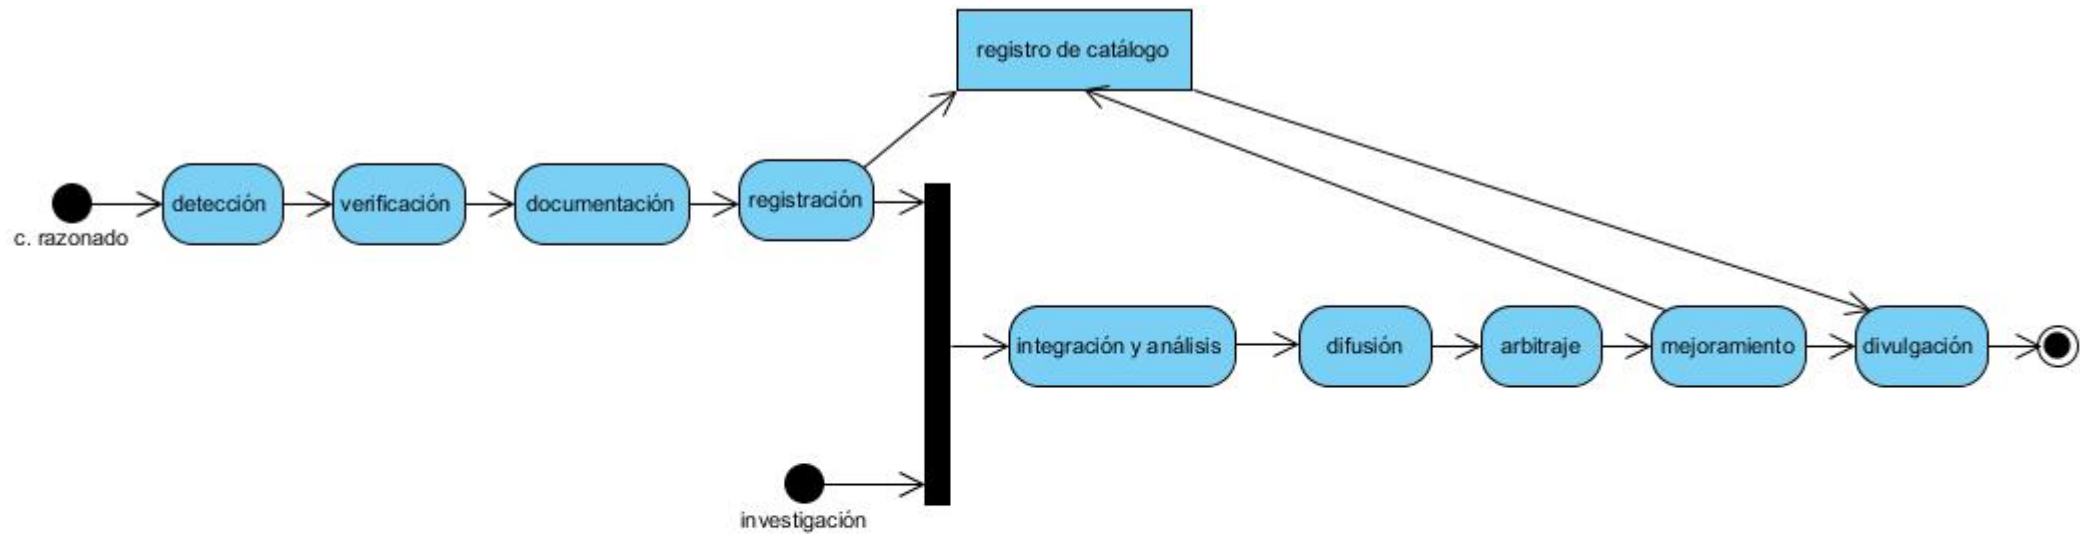 registro de catálogo
c. razonado
detección
verificación
documentación
registración
integración y análisis
difusión
arbitraje
mejoramiento
divulgación
investigación